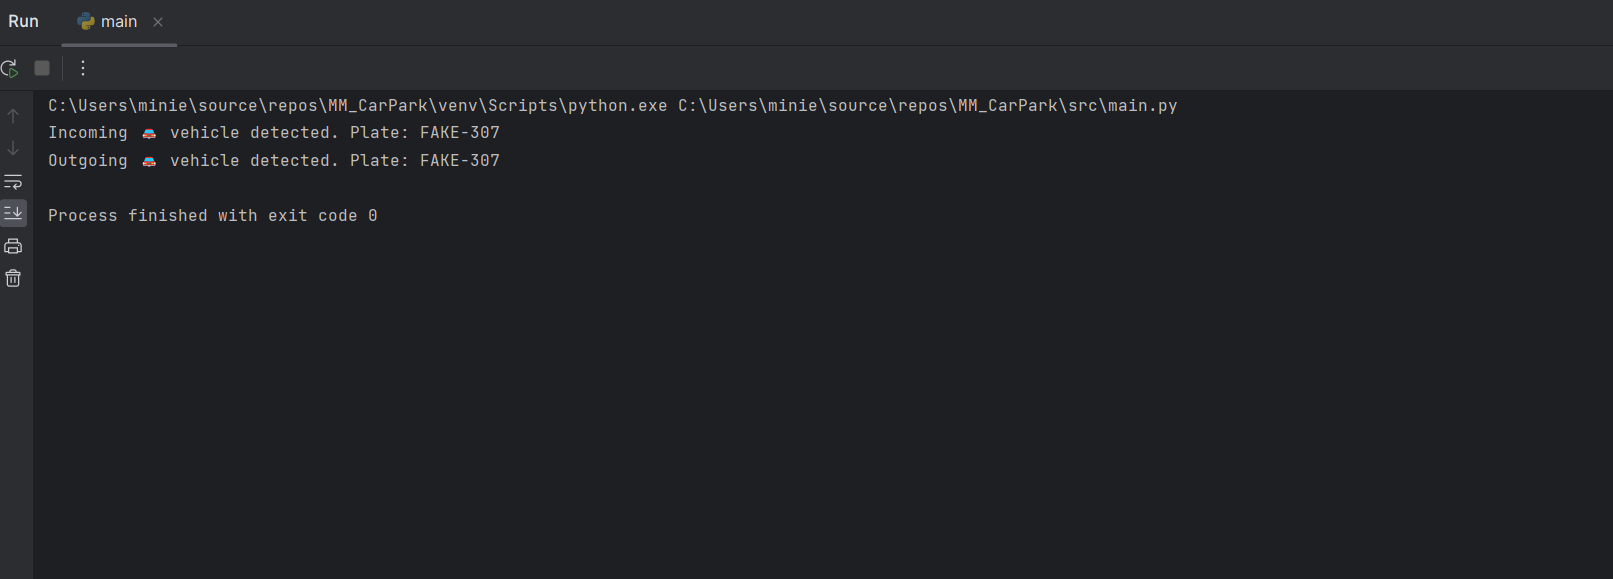 Run main
C:\Users\minie\source\repos\MM_CarPark\venv\Scripts\python.exe C:\Users\minie\source\repos\MM_CarPark\src\main.py
Incoming 🚘 vehicle detected. Plate: FAKE-307
Outgoing 🚘 vehicle detected. Plate: FAKE-307
Process finished with exit code 0